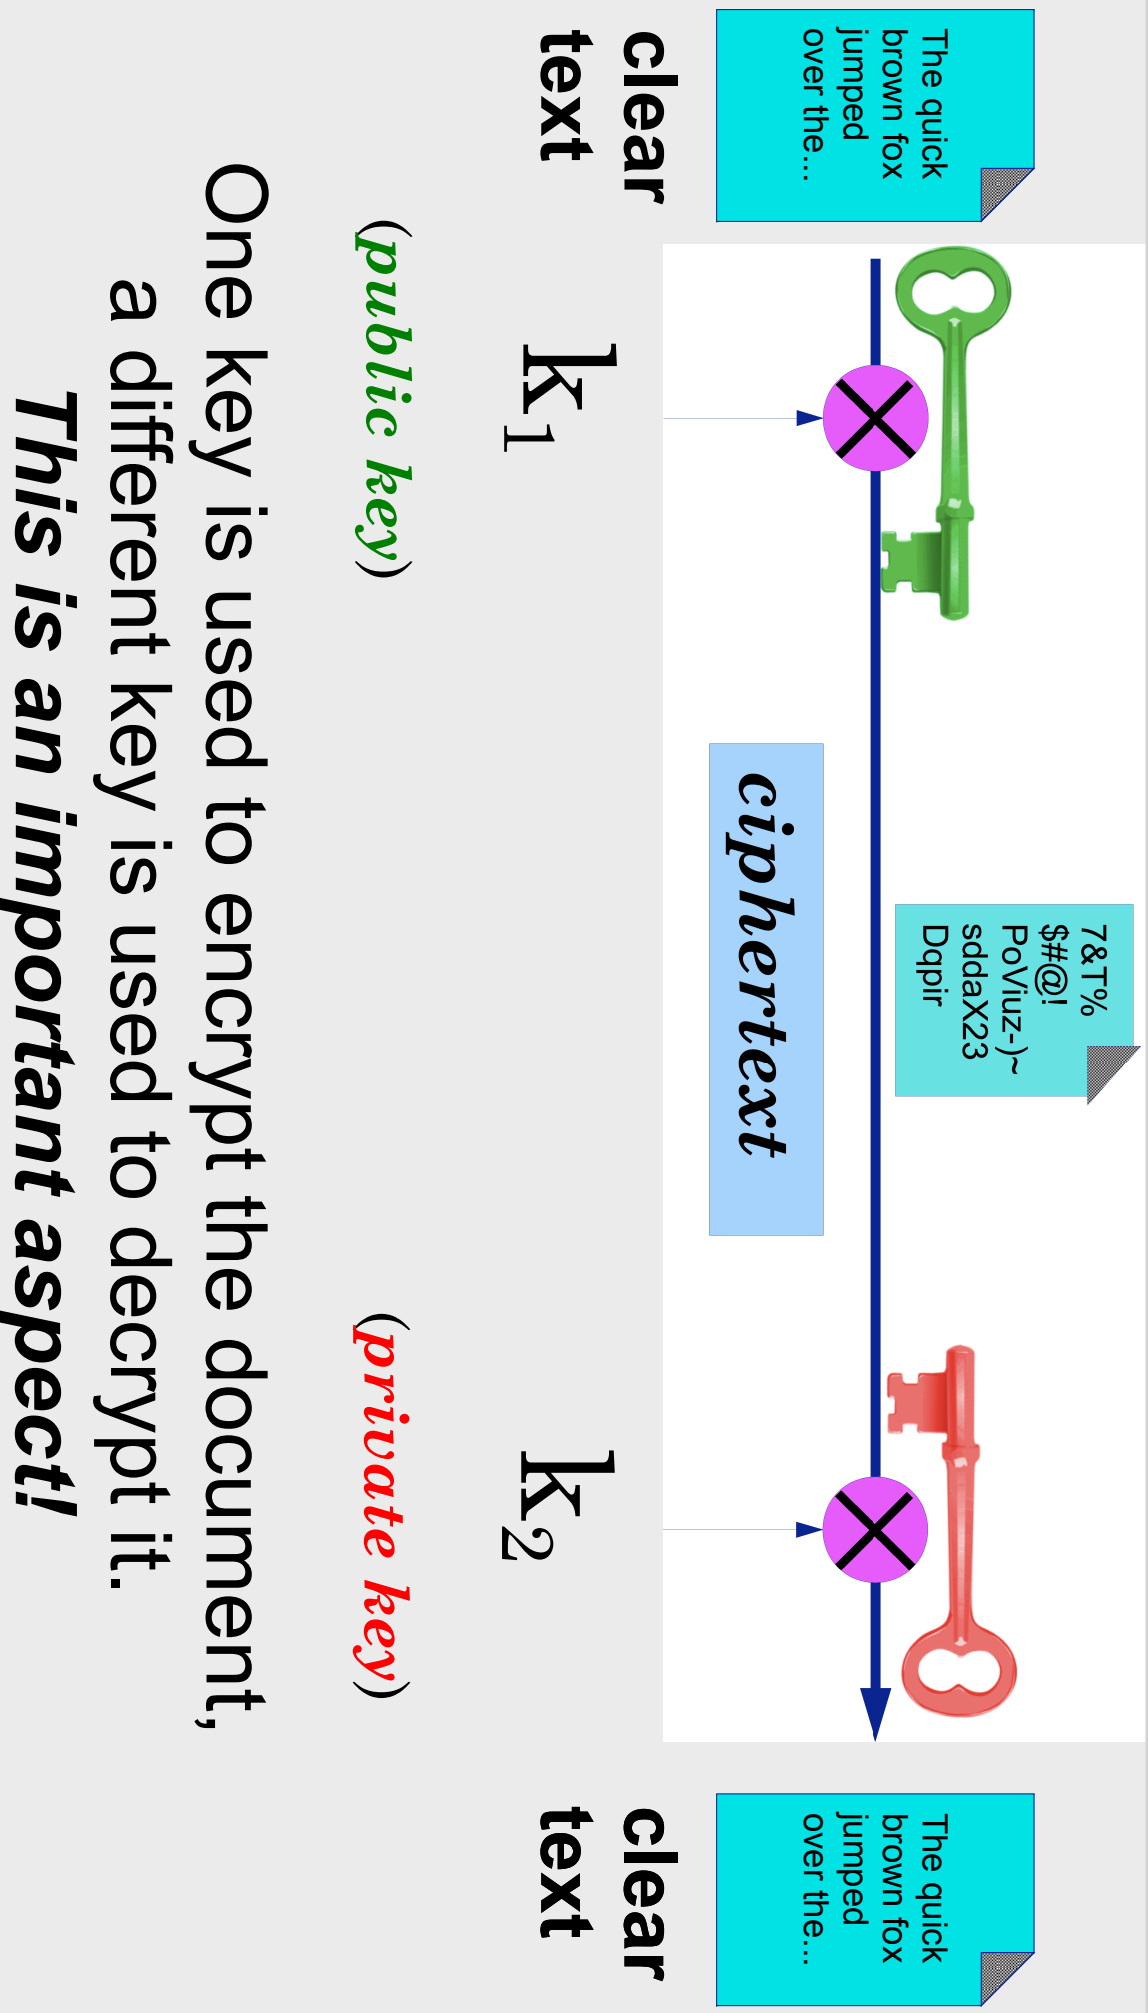 The quick
brown fox
jumped
over the...
clear
text
7&T%
$#@!
PoViuz-)~
sddaX23
Dqpir
ciphertext
The quick
brown fox
jumped
over the...
clear
text
k1
k2
(public key)
(private key)
One key is used to encrypt the document,
a different key is used to decrypt it.
This is an important aspect!